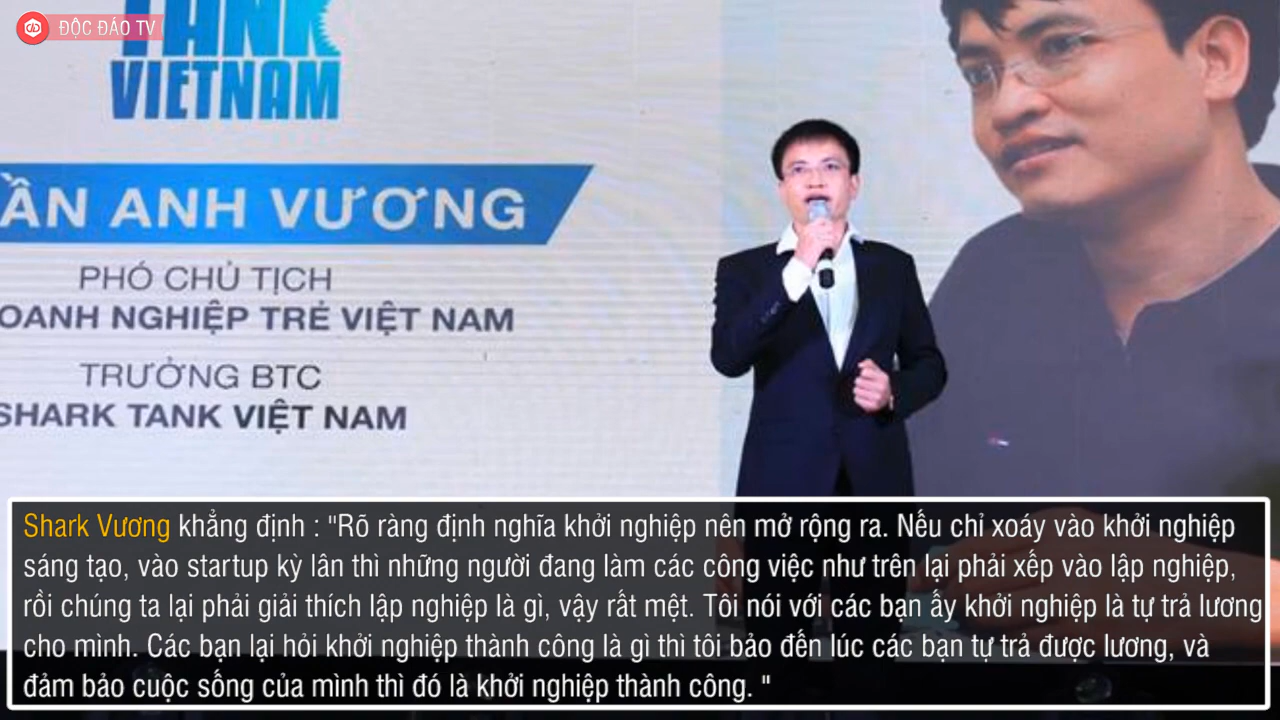 ĐỘC ĐÁO TV
TANK
VIETNAM
ẦN ANH VƯƠNG
PHÓ CHỦ TỊCH
OANH NGHIỆP TRẺ VIỆT NAM
TRƯỞNG BTC
SHARK TANK VIỆT NAM
Shark Vương khẳng định : "Rõ ràng định nghĩa khởi nghiệp nên mở rộng ra. Nếu chỉ xoáy vào khởi nghiệp
sáng tạo, vào startup kỳ lân thì những người đang làm các công việc như trên lại phải xếp vào lập nghiệp,
rồi chúng ta lại phải giải thích lập nghiệp là gì, vậy rất mệt. Tôi nói với các bạn ấy khởi nghiệp là tự trả lương
cho mình. Các bạn lại hỏi khởi nghiệp thành công là gì thì tôi bảo đến lúc các bạn tự trả được lương, và
đảm bảo cuộc sống của mình thì đó là khởi nghiệp thành công. "